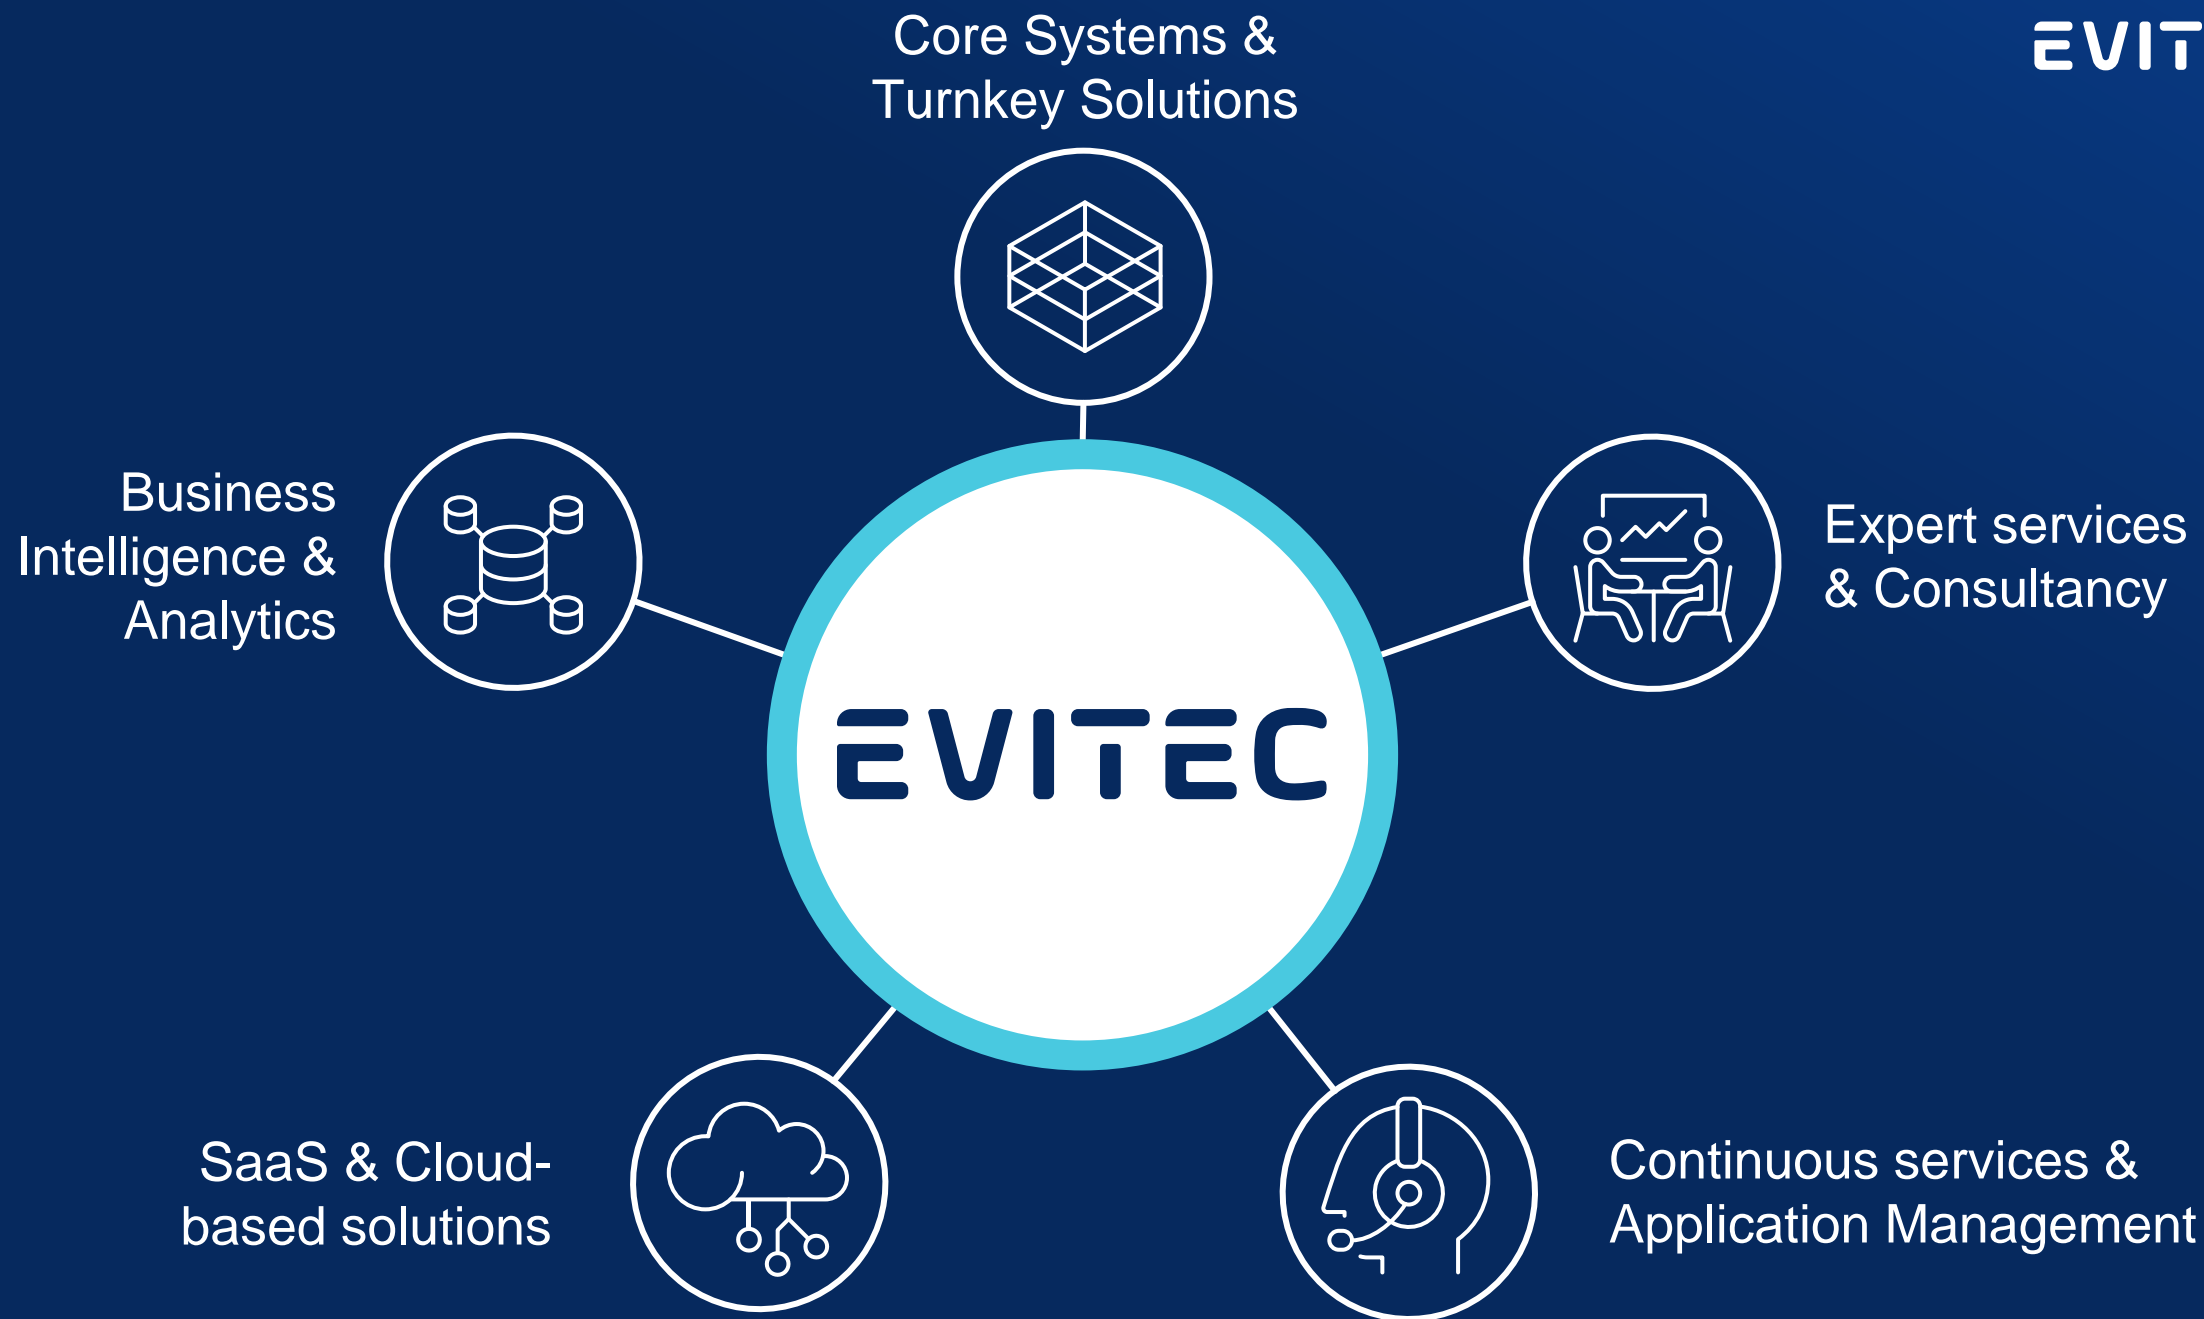 Core Systems &
Turnkey Solutions
EVIT
Business
Intelligence &
Analytics
Expert services
& Consultancy
EVITEC
SaaS & Cloud-
based solutions
Continuous services &
Application Management